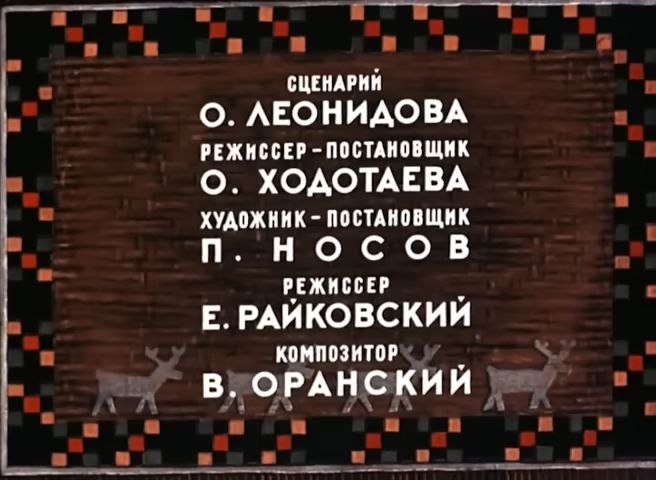 СЦЕНАРИЙ
О. ЛЕОНИДОВА
РЕЖИССЕР-ПОСТАНОВЩИК
О. ХОДОТАЕВА
ХУДОЖНИК-ПОСТАНОВЩИК
П. НОСОВ
РЕЖИССЕР
Е. РАЙКОВСКИЙ
КОМПОЗИТОР
В. ОРАНСКИЙ